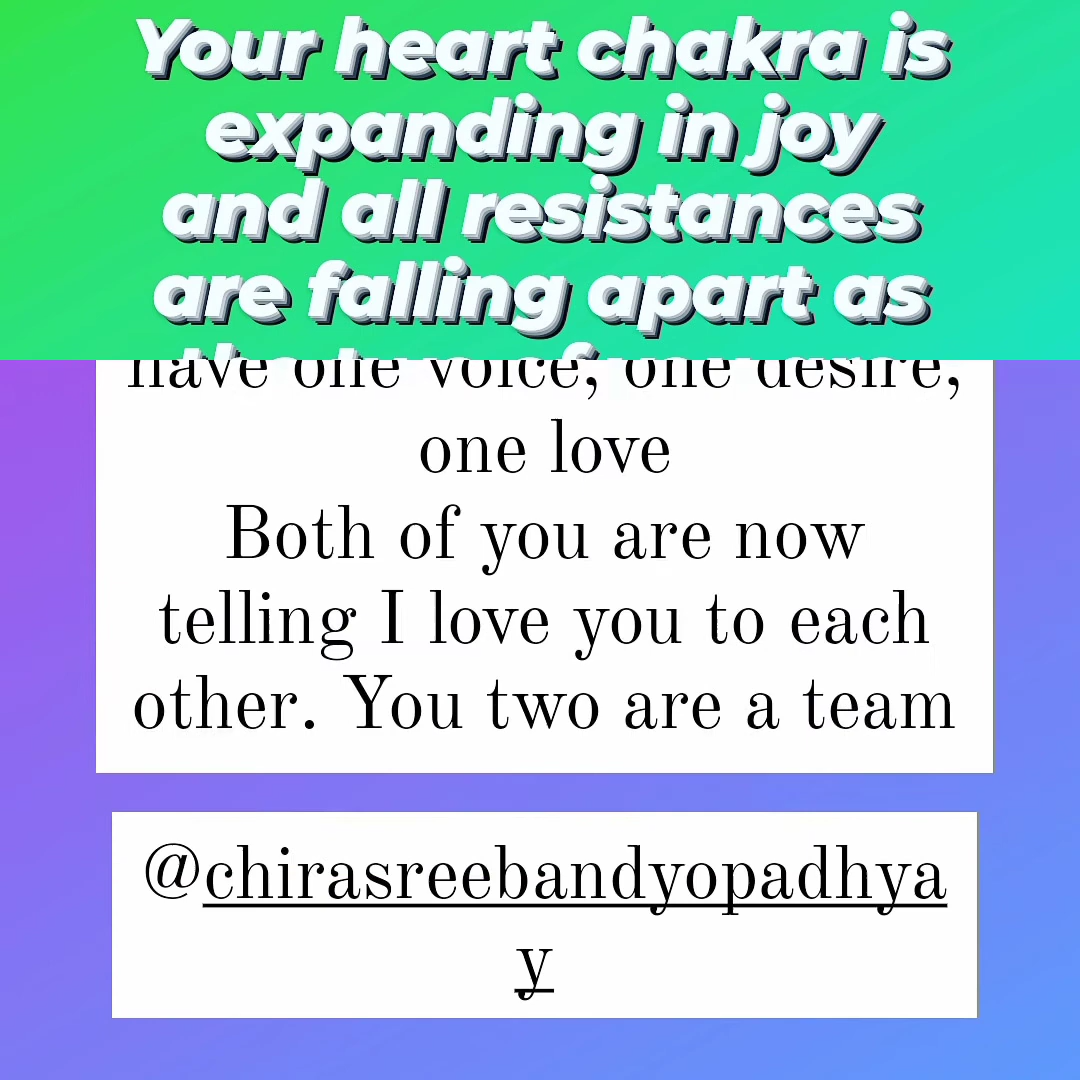 Your heart chakra is
expanding in joy
and all resistances
are falling apart as
have one voice, one desire,
one love
Both of you are now
telling I love you to each
other. You two are a team
@chirasreebandyopadhya
y